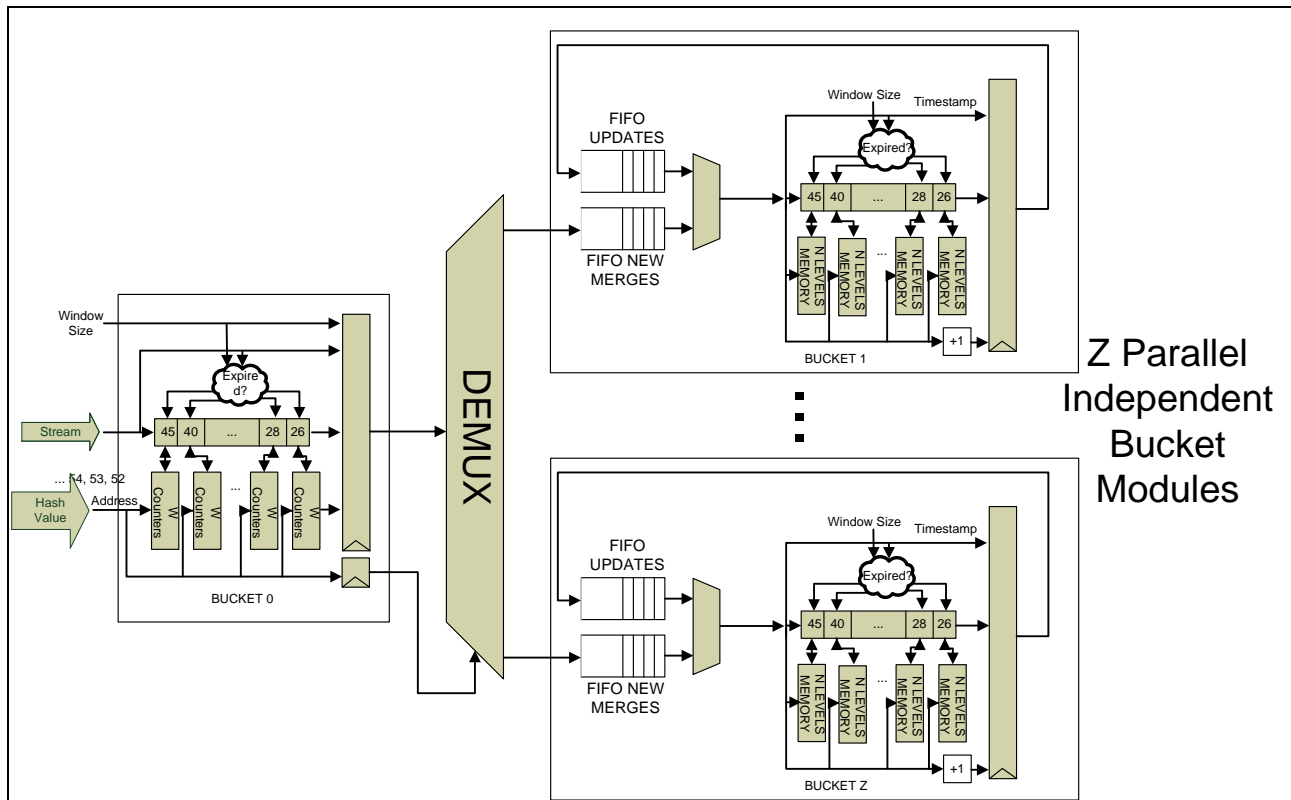 Window
Size
Expire
d?
Stream
45
40
...
28
26
... 54, 53, 52
Hash
Value
Address
W
Counters
W
Counters
...
W
Counters
W
Counters
BUCKET 0
DEMUX
FIFO
UPDATES
FIFO NEW
MERGES
Window Size
Timestamp
Expired?
45
40
...
28
26
N LEVELS
MEMORY
N LEVELS
MEMORY
...
N LEVELS
MEMORY
N LEVELS
MEMORY
+1
BUCKET 1
Z Parallel
Independent
Bucket
Modules
FIFO
UPDATES
FIFO NEW
MERGES
Window Size
Timestamp
Expired?
45
40
...
28
26
N LEVELS
MEMORY
N LEVELS
MEMORY
...
N LEVELS
MEMORY
N LEVELS
MEMORY
+1
BUCKET Z